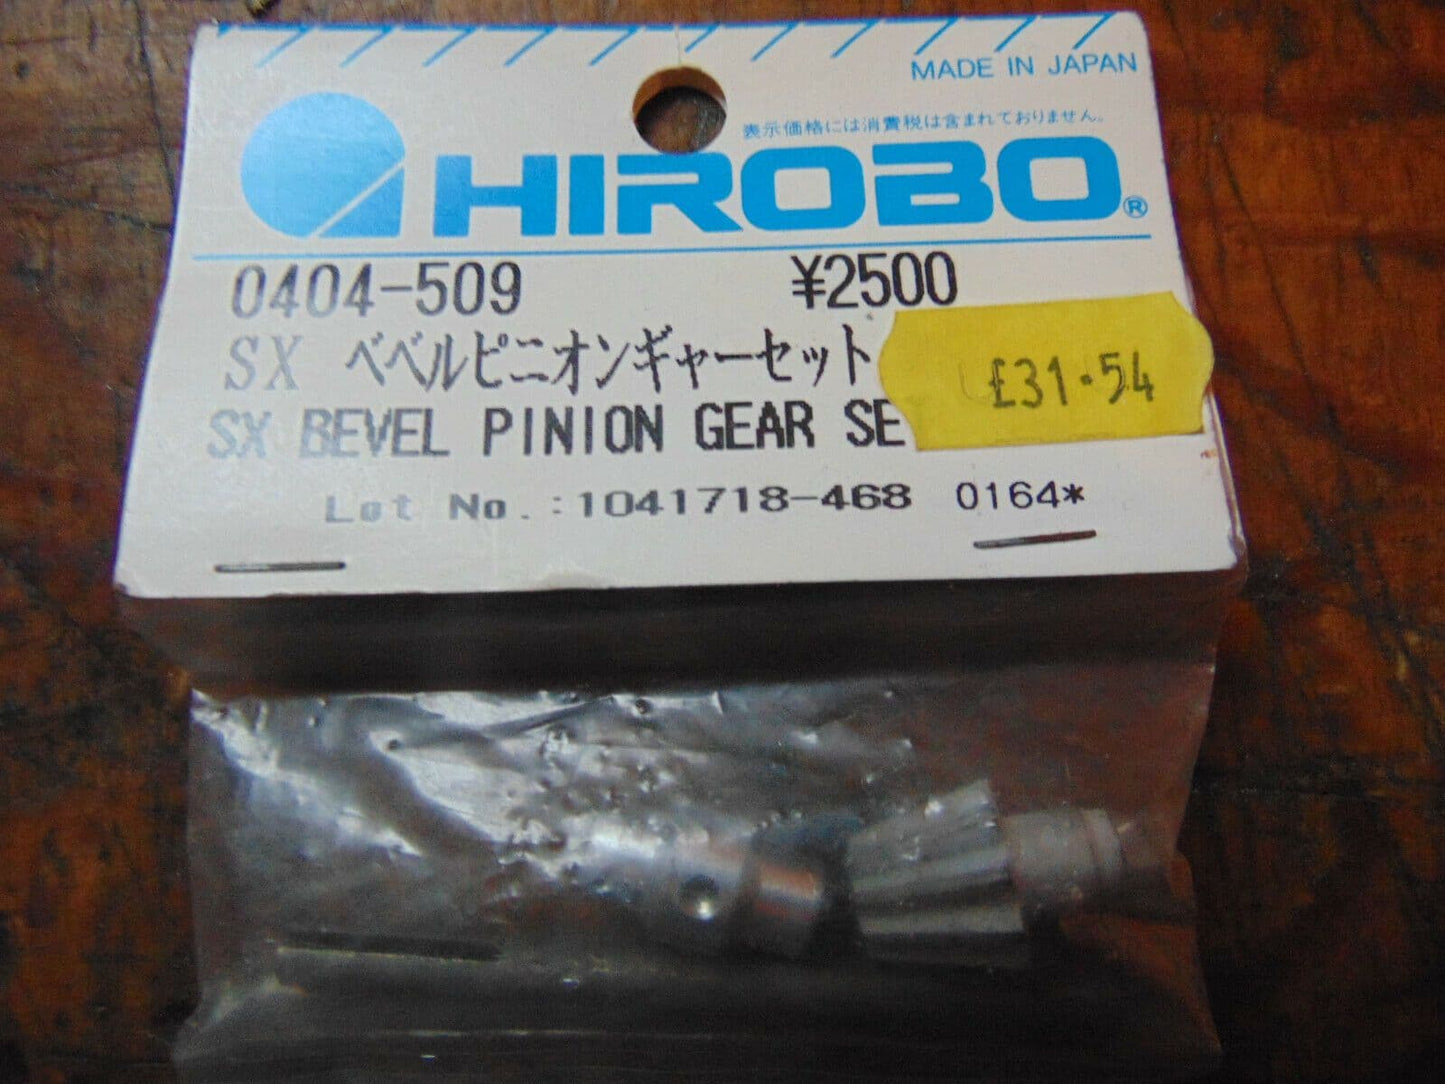 MADE IN JAPAN
表示価格には消費税は含まれておりません。
HIROBO®
0404-509 ¥2500
SX ベベルピニオンギャーセット
£31.54
SX BEVEL PINION GEAR SE
Lot No.:1041718-468 0164*